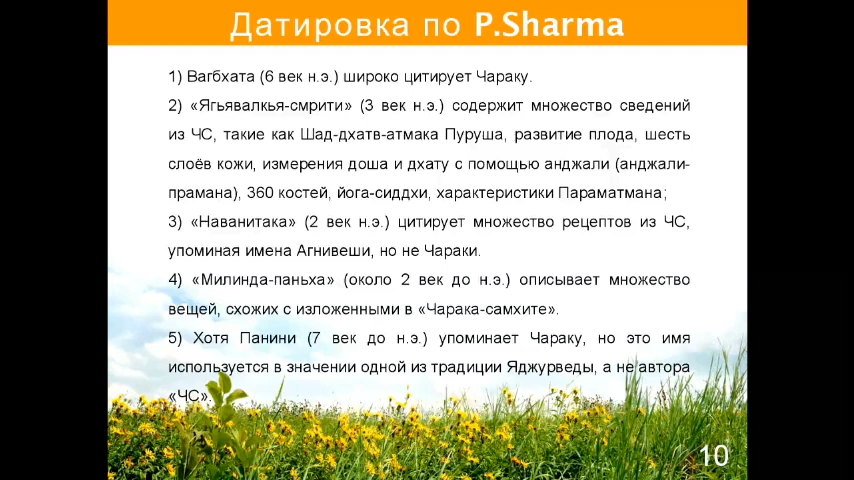 Датировка по P.Sharma
1) Вагбхата (6 век н.э.) широко цитирует Чараку.
2) «Ягьявалкья-смрити» (3 век н.э.) содержит множество сведений
из ЧС, такие как Шад-дхатв-атмака Пуруша, развитие плода, шесть
слоёв кожи, измерения доша и дхату с помощью анджали (анджали-
прамана), 360 костей, йога-сиддхи, характеристики Параматмана;
3) «Наванитака» (2 век н.э.) цитирует множество рецептов из ЧС,
упоминая имена Агнивеши, но не Чараки.
4) «Милинда-паньха» (около 2 век до н.э.) описывает множество
вещей, схожих с изложенными в «Чарака-самхите».
5) Хотя Панини (7 век до н.э.) упоминает Чараку, но это имя
используется в значении одной из традиции Яджурведы, а не автора
«ЧС».
10